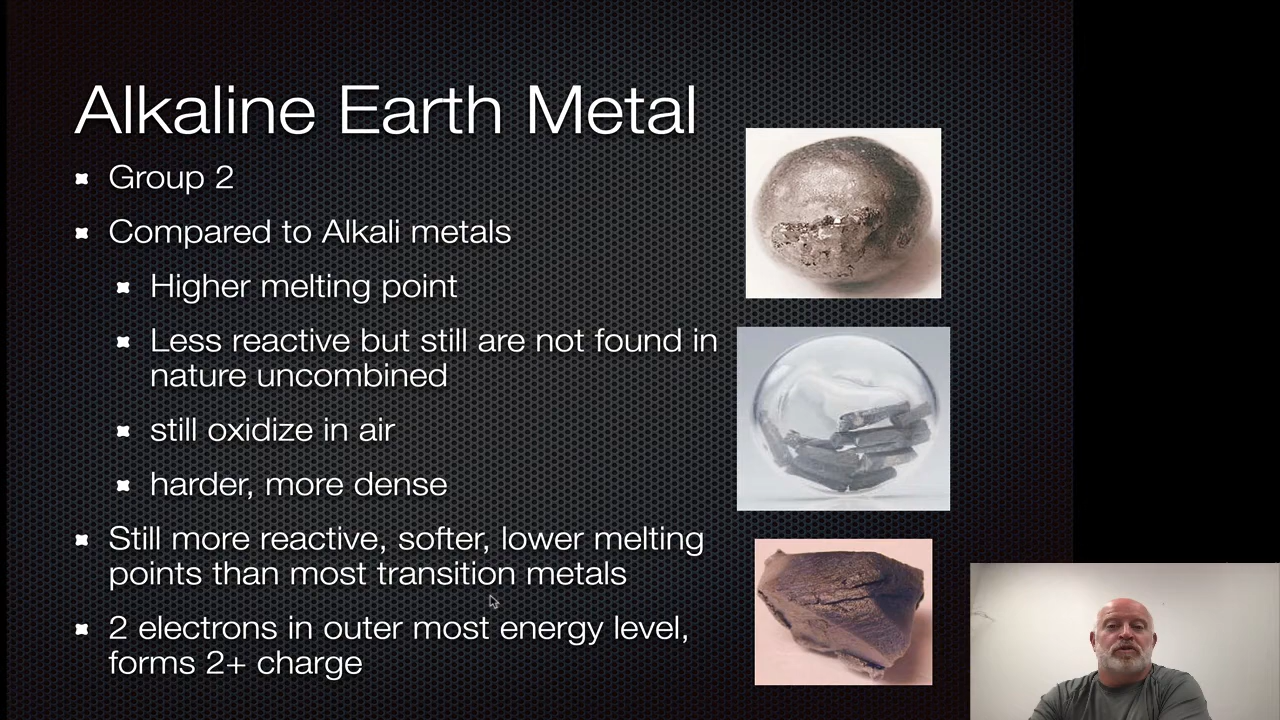 Alkaline Earth Metal
Group 2
Compared to Alkali metals
Higher melting point
Less reactive but still are not found in
nature uncombined
still oxidize in air
harder, more dense
Still more reactive, softer, lower melting
points than most transition metals
2 electrons in outer most energy level,
forms 2+ charge